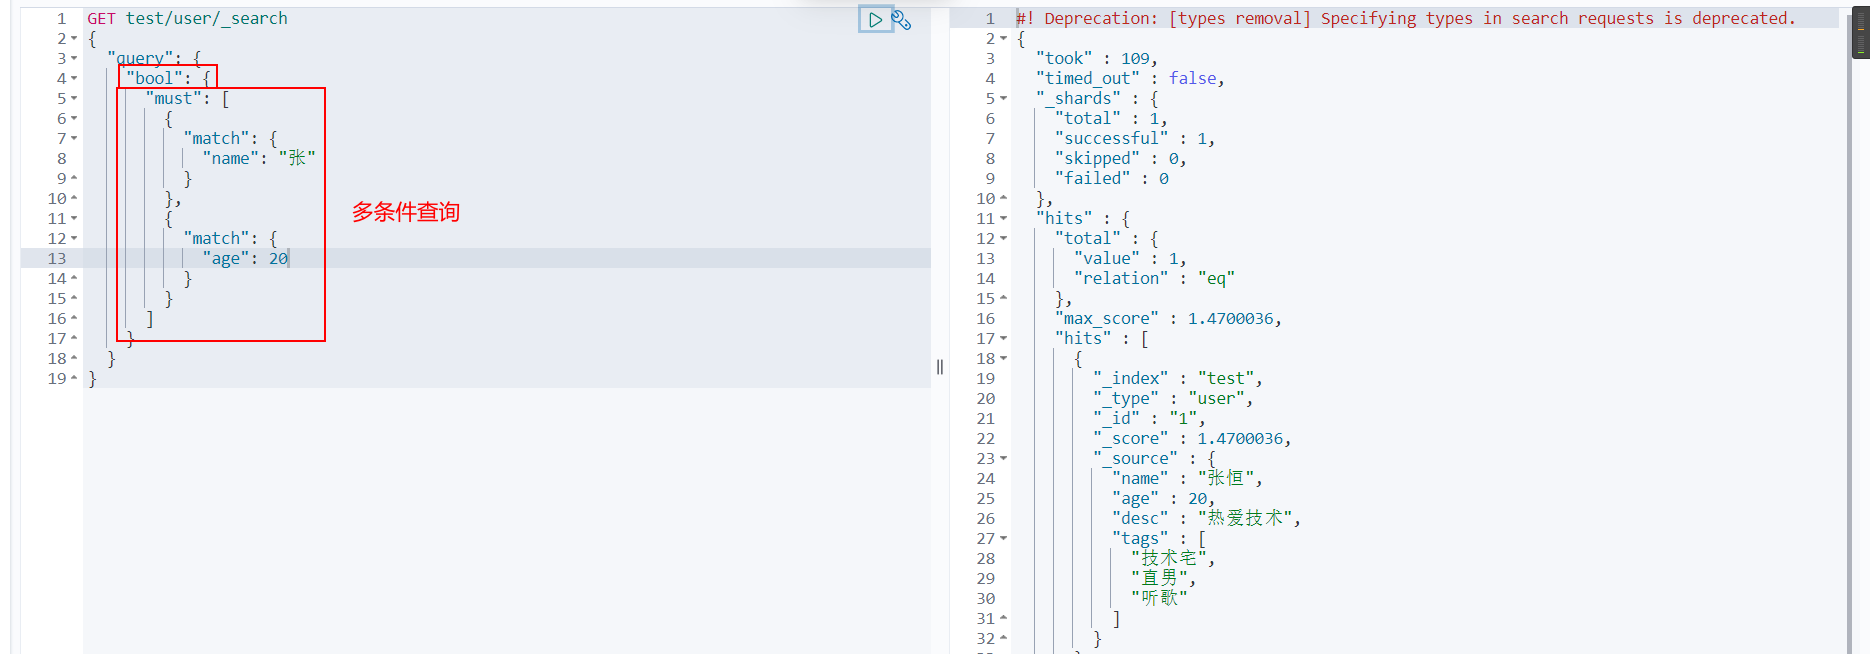 1 GET test/user/_search
2 {
3 "query": {
4 "bool": {
5 "must": [
6 {
7 "match": {
8 "name": "张"
9 }
10 },
11 {
12 "match": {
13 "age": 20
14 }
15 }
16 ]
17 }
18 }
19 }
多条件查询
1 #! Deprecation: [types removal] Specifying types in search requests is deprecated.
2 {
3 "took" : 109,
4 "timed_out" : false,
5 "_shards" : {
6 "total" : 1,
7 "successful" : 1,
8 "skipped" : 0,
9 "failed" : 0
10 },
11 "hits" : {
12 "total" : {
13 "value" : 1,
14 "relation" : "eq"
15 },
16 "max_score" : 1.4700036,
17 "hits" : [
18 {
19 "_index" : "test",
20 "_type" : "user",
21 "_id" : "1",
22 "_score" : 1.4700036,
23 "_source" : {
24 "name" : "张恒",
25 "age" : 20,
26 "desc" : "热爱技术",
27 "tags" : [
28 "技术宅",
29 "直男",
30 "听歌"
31 ]
32 }